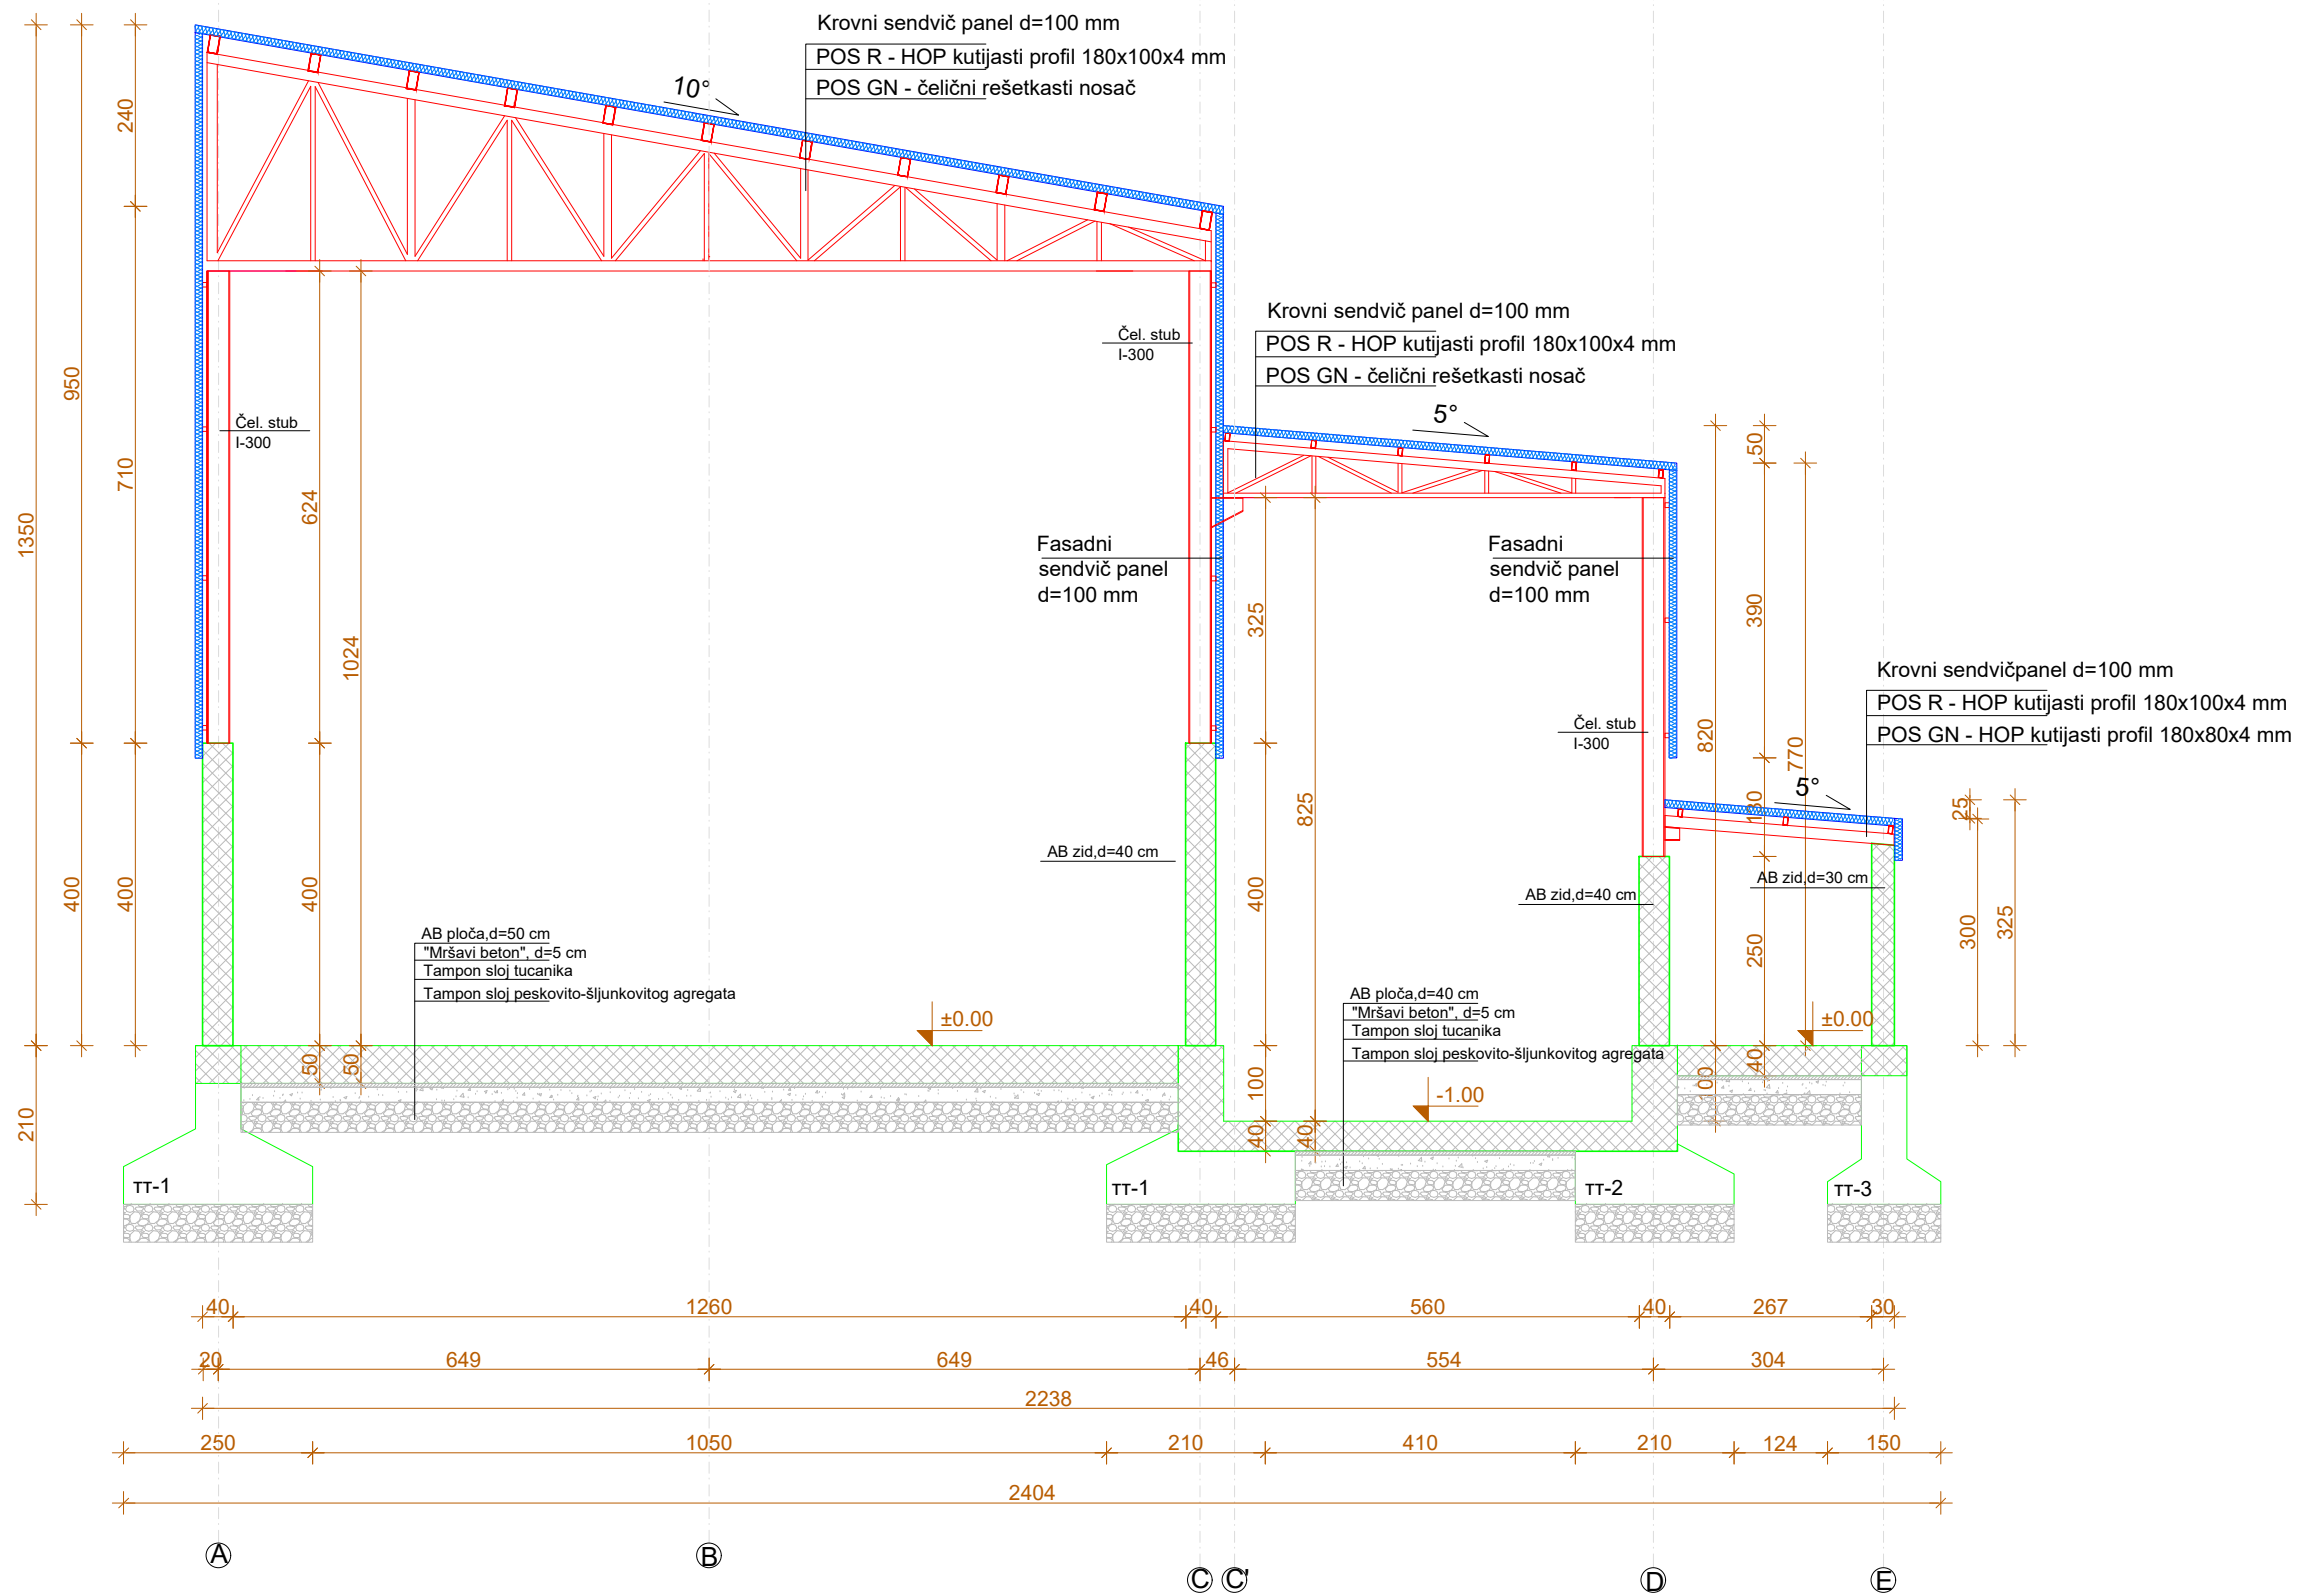 Krovni sendvič panel d=100 mm
POS R - HOP kutijasti profil 180x100x4 mm
POS GN - čelični rešetkasti nosač
10°
240
950
710
1350
624
1024
400
400
400
50
50
210
Čel. stub
I-300
Čel. stub
I-300
Krovni sendvič panel d=100 mm
POS R - HOP kutijasti profil 180x100x4 mm
POS GN - čelični rešetkasti nosač
5°
Fasadni
sendvič panel
d=100 mm
Fasadni
sendvič panel
d=100 mm
325
825
400
100
40
40
Čel. stub
I-300
820
50
390
770
130
250
40
100
Krovni sendvičpanel d=100 mm
POS R - HOP kutijasti profil 180x100x4 mm
POS GN - HOP kutijasti profil 180x80x4 mm
5°
25
300
325
AB zid,d=40 cm
AB zid,d=40 cm
AB zid,d=30 cm
AB ploča,d=50 cm
"Mršavi beton", d=5 cm
Tampon sloj tucanika
Tampon sloj peskovito-šljunkovitog agregata
±0.00
AB ploča,d=40 cm
"Mršavi beton", d=5 cm
Tampon sloj tucanika
Tampon sloj peskovito-šljunkovitog agregata
-1.00
±0.00
TT-1
TT-1
TT-2
TT-3
40 1260 40 560 40 267 30
20 649 649 46 554 304
2238
250 1050 210 410 210 124 150
2404
A B C C' D E